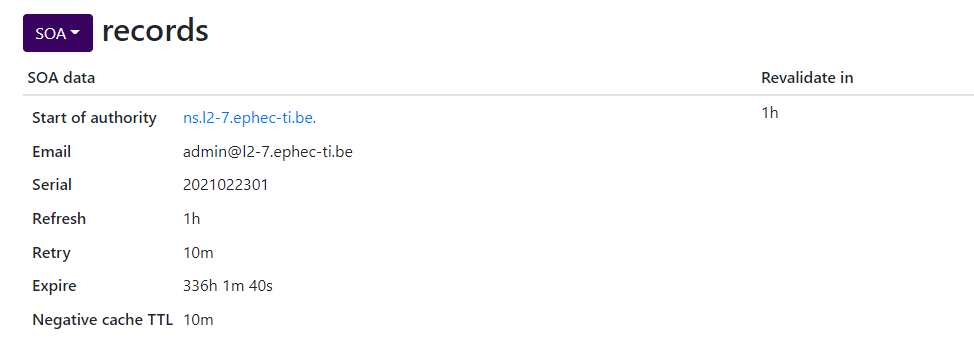 SOA records
SOA data Revalidate in
Start of authority ns.l2-7.ephec-ti.be. 1h
Email admin@l2-7.ephec-ti.be
Serial 2021022301
Refresh 1h
Retry 10m
Expire 336h 1m 40s
Negative cache TTL 10m